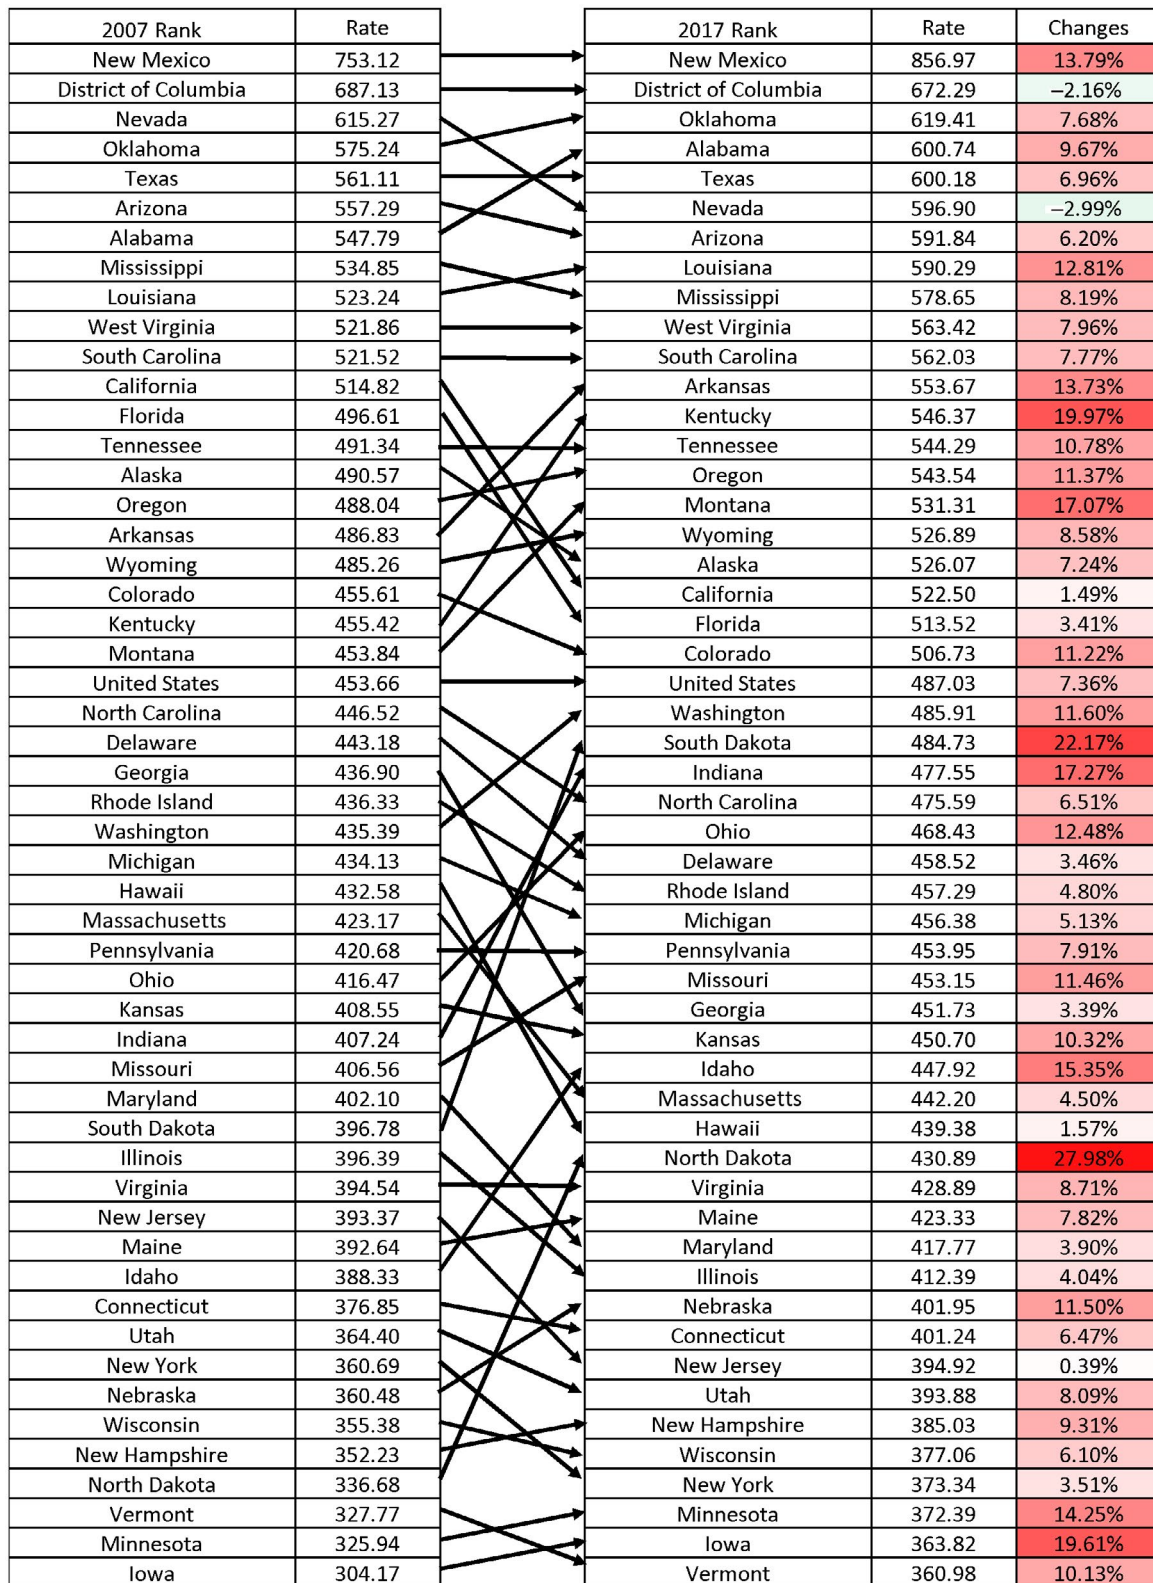 2007 Rank Rate 2017 Rank Rate Changes
New Mexico 753.12 New Mexico 856.97 13.79%
District of Columbia 687.13 District of Columbia 672.29 –2.16%
Nevada 615.27 Oklahoma 619.41 7.68%
Oklahoma 575.24 Alabama 600.74 9.67%
Texas 561.11 Texas 600.18 6.96%
Arizona 557.29 Nevada 596.90 –2.99%
Alabama 547.79 Arizona 591.84 6.20%
Mississippi 534.85 Louisiana 590.29 12.81%
Louisiana 523.24 Mississippi 578.65 8.19%
West Virginia 521.86 West Virginia 563.42 7.96%
South Carolina 521.52 South Carolina 562.03 7.77%
California 514.82 Arkansas 553.67 13.73%
Florida 496.61 Kentucky 546.37 19.97%
Tennessee 491.34 Tennessee 544.29 10.78%
Alaska 490.57 Oregon 543.54 11.37%
Oregon 488.04 Montana 531.31 17.07%
Arkansas 486.83 Wyoming 526.89 8.58%
Wyoming 485.26 Alaska 526.07 7.24%
Colorado 455.61 California 522.50 1.49%
Kentucky 455.42 Florida 513.52 3.41%
Montana 453.84 Colorado 506.73 11.22%
United States 453.66 United States 487.03 7.36%
North Carolina 446.52 Washington 485.91 11.60%
Delaware 443.18 South Dakota 484.73 22.17%
Georgia 436.90 Indiana 477.55 17.27%
Rhode Island 436.33 North Carolina 475.59 6.51%
Washington 435.39 Ohio 468.43 12.48%
Michigan 434.13 Delaware 458.52 3.46%
Hawaii 432.58 Rhode Island 457.29 4.80%
Massachusetts 423.17 Michigan 456.38 5.13%
Pennsylvania 420.68 Pennsylvania 453.95 7.91%
Ohio 416.47 Missouri 453.15 11.46%
Kansas 408.55 Georgia 451.73 3.39%
Indiana 407.24 Kansas 450.70 10.32%
Missouri 406.56 Idaho 447.92 15.35%
Maryland 402.10 Massachusetts 442.20 4.50%
South Dakota 396.78 Hawaii 439.38 1.57%
Illinois 396.39 North Dakota 430.89 27.98%
Virginia 394.54 Virginia 428.89 8.71%
New Jersey 393.37 Maine 423.33 7.82%
Maine 392.64 Maryland 417.77 3.90%
Idaho 388.33 Illinois 412.39 4.04%
Connecticut 376.85 Nebraska 401.95 11.50%
Utah 364.40 Connecticut 401.24 6.47%
New York 360.69 New Jersey 394.92 0.39%
Nebraska 360.48 Utah 393.88 8.09%
Wisconsin 355.38 New Hampshire 385.03 9.31%
New Hampshire 352.23 Wisconsin 377.06 6.10%
North Dakota 336.68 New York 373.34 3.51%
Vermont 327.77 Minnesota 372.39 14.25%
Minnesota 325.94 Iowa 363.82 19.61%
Iowa 304.17 Vermont 360.98 10.13%